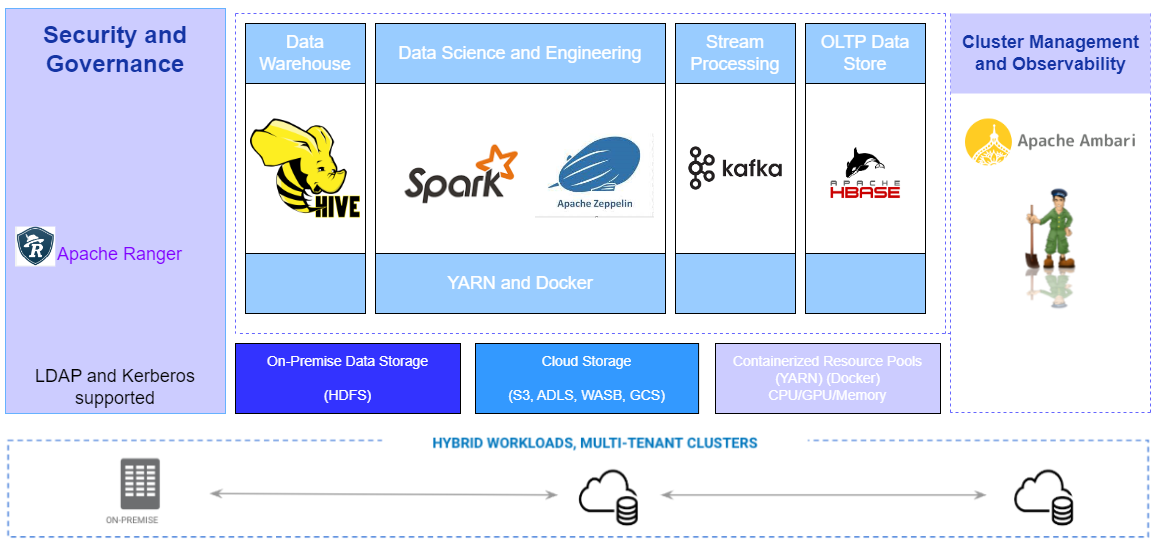 Security and
Governance
Apache Ranger
LDAP and Kerberos
supported
Data
Warehouse
HIVE
Data Science and Engineering
Spark
Apache Zeppelin
YARN and Docker
Stream
Processing
kafka
OLTP Data
Store
APACHE
HBASE
Cluster Management
and Observability
Apache Ambari
On-Premise Data Storage
(HDFS)
Cloud Storage
(S3, ADLS, WASB, GCS)
Containerized Resource Pools
(YARN) (Docker)
CPU/GPU/Memory
HYBRID WORKLOADS, MULTI-TENANT CLUSTERS
ON-PREMISE